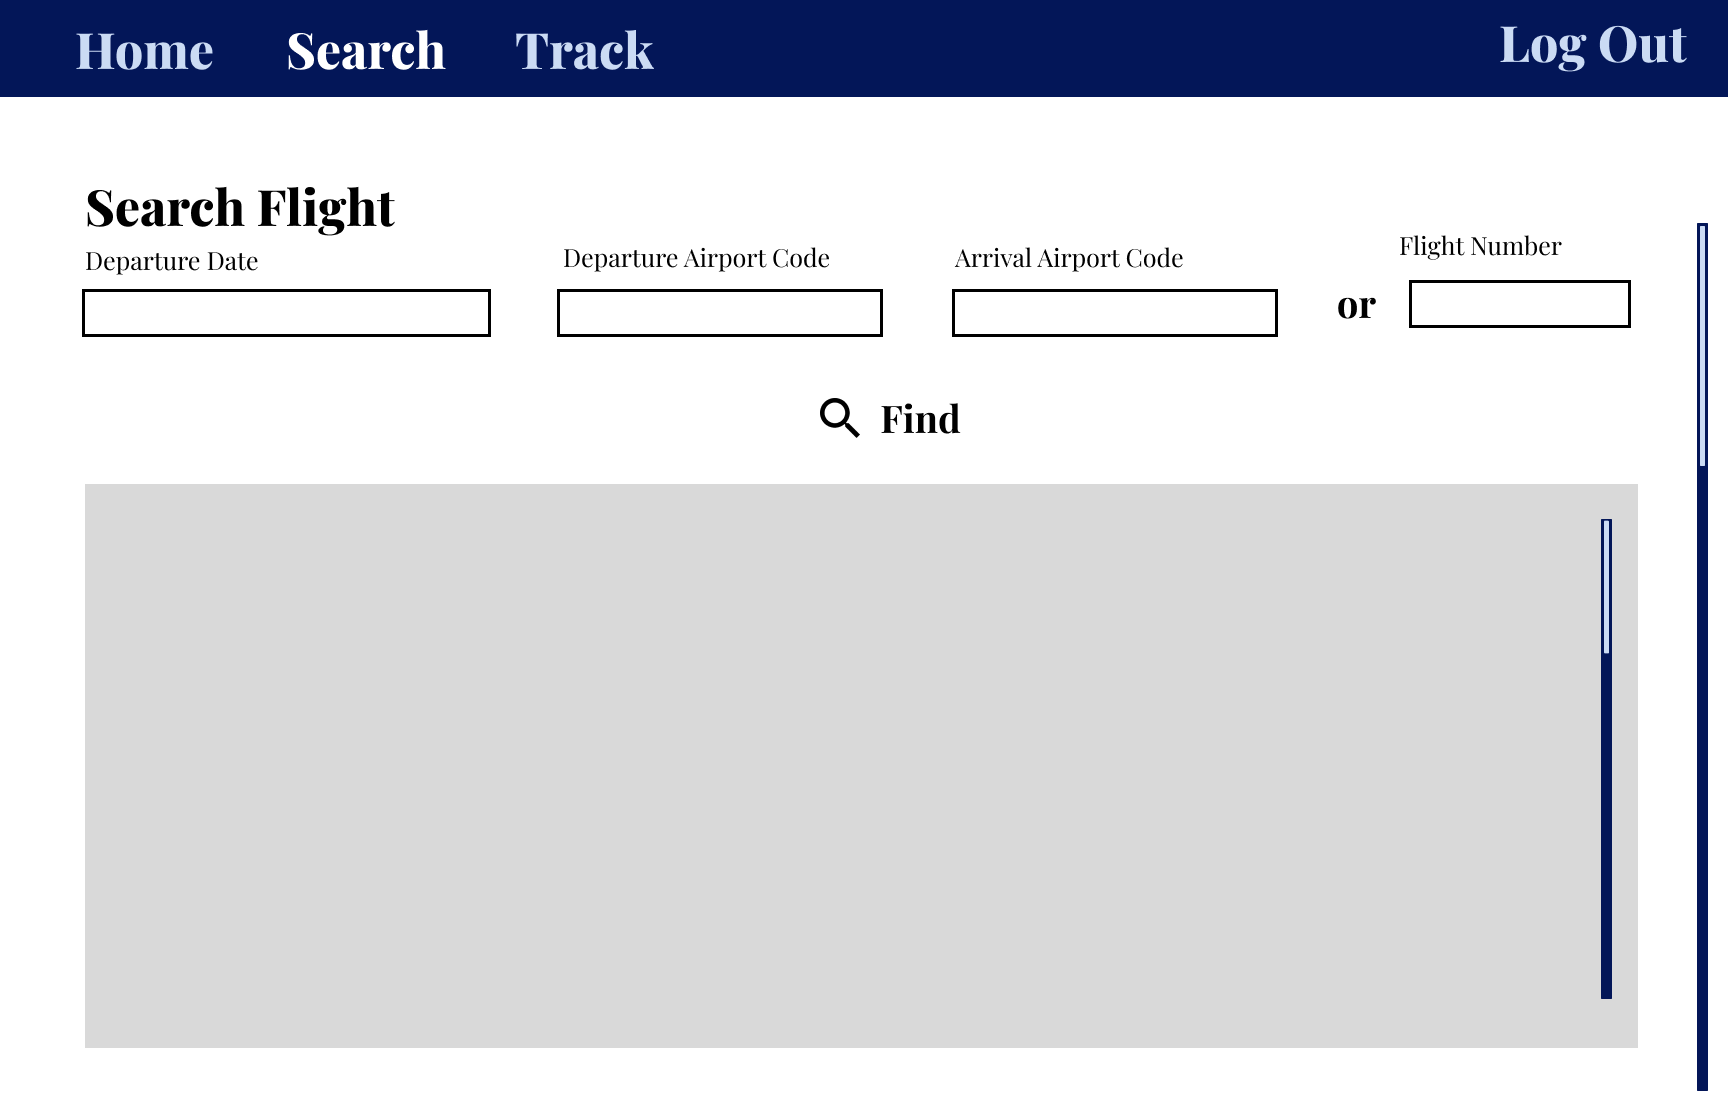 Home Search Track Log Out
Search Flight
Departure Date Departure Airport Code Arrival Airport Code Flight Number
or
Find